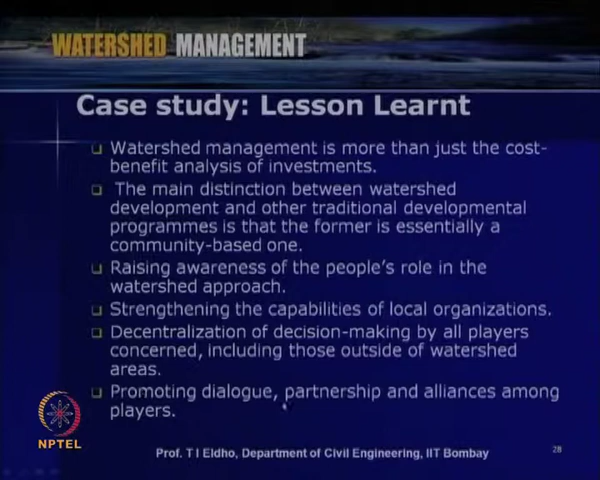 WATERSHED MANAGEMENT
Case study: Lesson Learnt
Watershed management is more than just the cost-
benefit analysis of investments.
The main distinction between watershed
development and other traditional developmental
programmes is that the former is essentially a
community-based one.
Raising awareness of the people's role in the
watershed approach.
Strengthening the capabilities of local organizations.
Decentralization of decision-making by all players
concerned, including those outside of watershed
areas.
Promoting dialogue, partnership and alliances among
players.
NPTEL
Prof. T I Eldho, Department of Civil Engineering, IIT Bombay
28